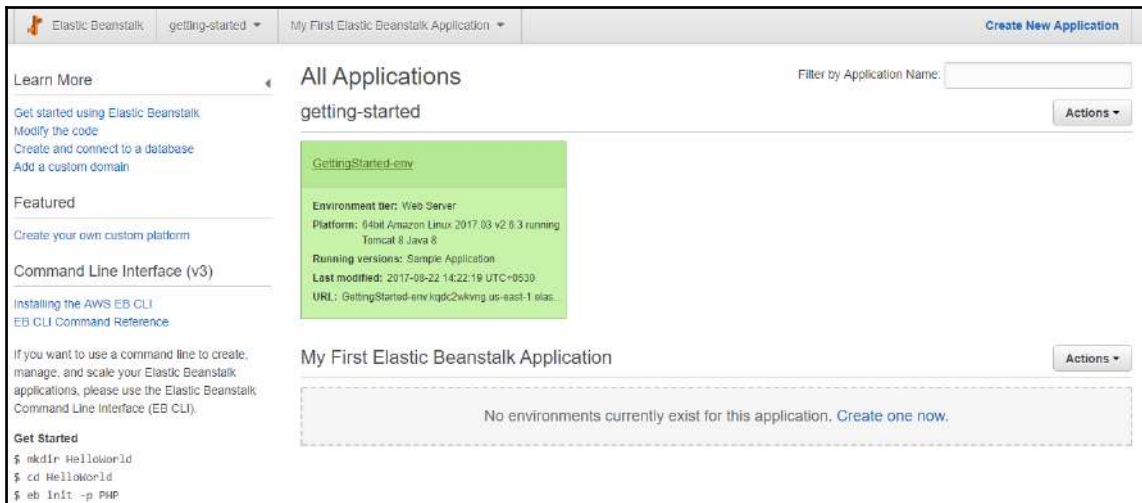 Elastic Beanstalk
getting-started
My First Elastic Beanstalk Application
Create New Application
Learn More
Get started using Elastic Beanstalk
Modify the code
Create and connect to a database
Add a custom domain
Featured
Create your own custom platform
Command Line Interface (v3)
Installing the AWS EB CLI
EB CLI Command Reference
If you want to use a command line to create,
manage, and scale your Elastic Beanstalk
applications, please use the Elastic Beanstalk
Command Line Interface (EB CLI).
Get Started
$ mkdir HelloWorld
$ cd HelloWorld
$ eb init -p PHP
All Applications
Filter by Application Name:
getting-started
Actions
GettingStarted-env
Environment tier: Web Server
Platform: 64bit Amazon Linux 2017.03 v2.6.3 running
Tomcat 8 Java 8
Running versions: Sample Application
Last modified: 2017-08-22 14:22:19 UTC+0530
URL: GettingStarted-env.kqdc2wkvng.us-east-1.elas...
My First Elastic Beanstalk Application
Actions
No environments currently exist for this application. Create one now.